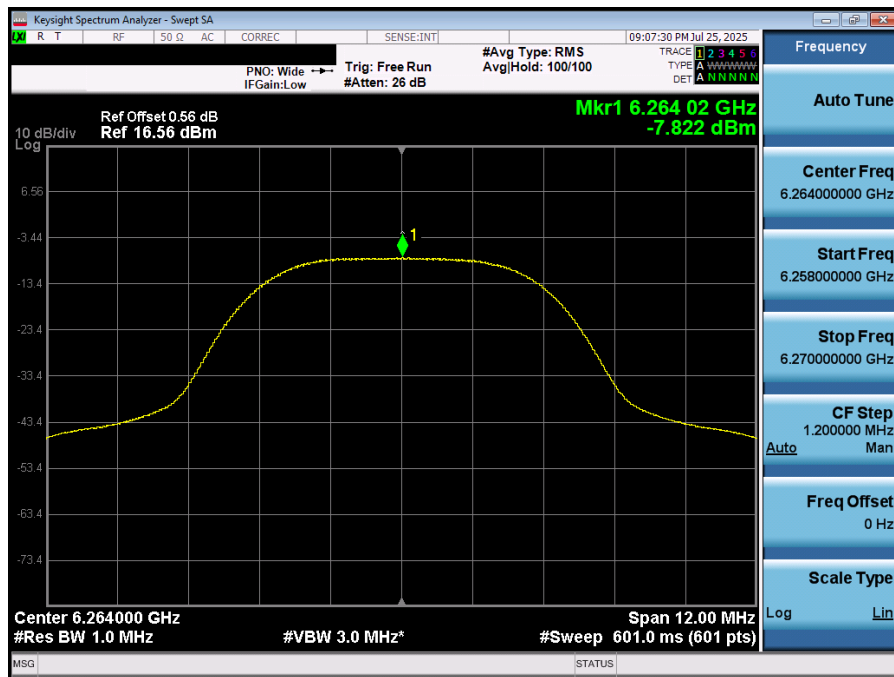 Keysight Spectrum Analyzer - Swept SA
LXI R T RF 50 Ω AC CORREC SENSE:INT 09:07:30 PM Jul 25, 2025
PNO: Wide
IFGain:Low
Trig: Free Run
#Atten: 26 dB
#Avg Type: RMS
Avg|Hold: 100/100
TRACE 1 2 3 4 5 6
TYPE A W W W W W
DET A N N N N N
Ref Offset 0.56 dB
Ref 16.56 dBm
10 dB/div
Log
Mkr1 6.264 02 GHz
-7.822 dBm
6.56
-3.44
-13.4
-23.4
-33.4
-43.4
-53.4
-63.4
-73.4
1
Center 6.264000 GHz
Span 12.00 MHz
#Res BW 1.0 MHz
#VBW 3.0 MHz*
#Sweep 601.0 ms (601 pts)
MSG
STATUS
Frequency
Auto Tune
Center Freq
6.264000000 GHz
Start Freq
6.258000000 GHz
Stop Freq
6.270000000 GHz
CF Step
1.200000 MHz
Auto Man
Freq Offset
0 Hz
Scale Type
Log Lin